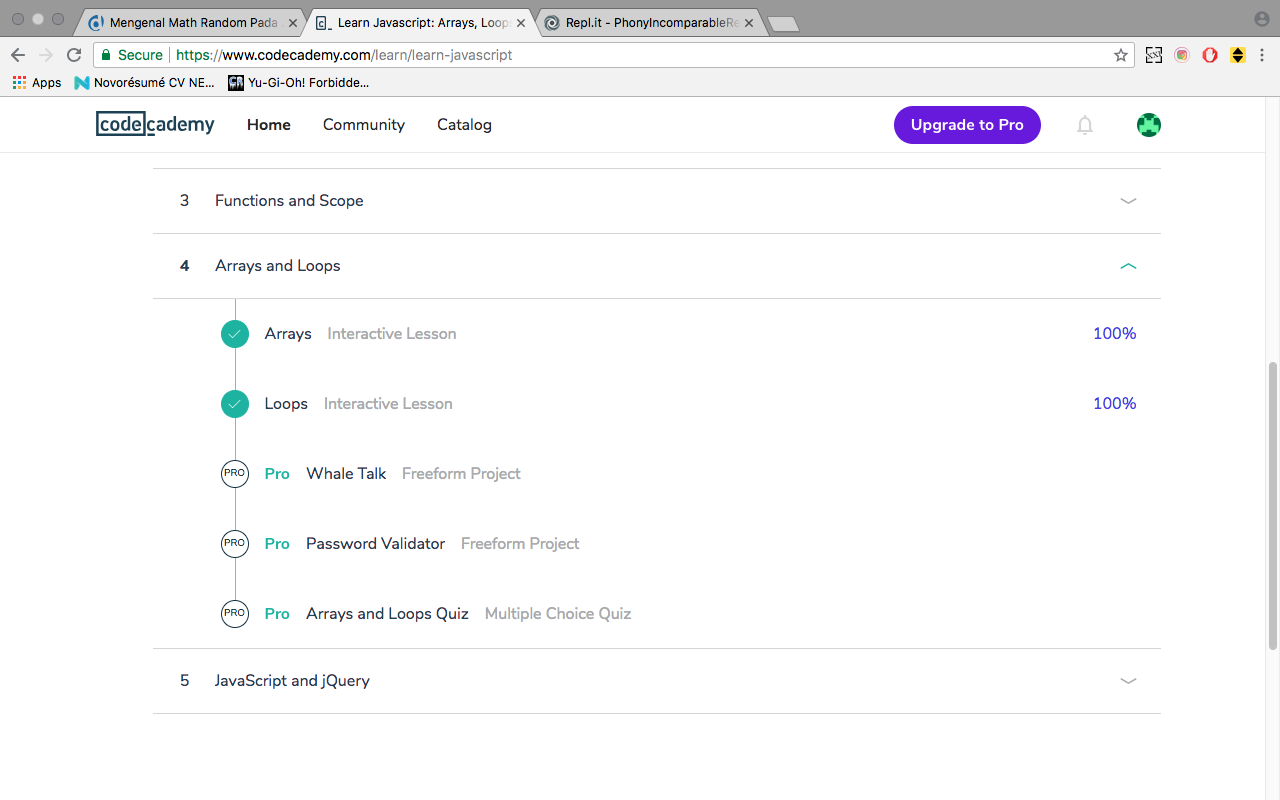 Mengenal Math Random Pada
Learn Javascript: Arrays, Loop
Repl.it - PhonyIncomparableRe
Secure https://www.codecademy.com/learn/learn-javascript
Apps Novorésumé CV NE... Yu-Gi-Oh! Forbidde...
codecademy Home Community Catalog Upgrade to Pro
3 Functions and Scope
4 Arrays and Loops
Arrays Interactive Lesson 100%
Loops Interactive Lesson 100%
PRO Pro Whale Talk Freeform Project
PRO Pro Password Validator Freeform Project
PRO Pro Arrays and Loops Quiz Multiple Choice Quiz
5 JavaScript and jQuery